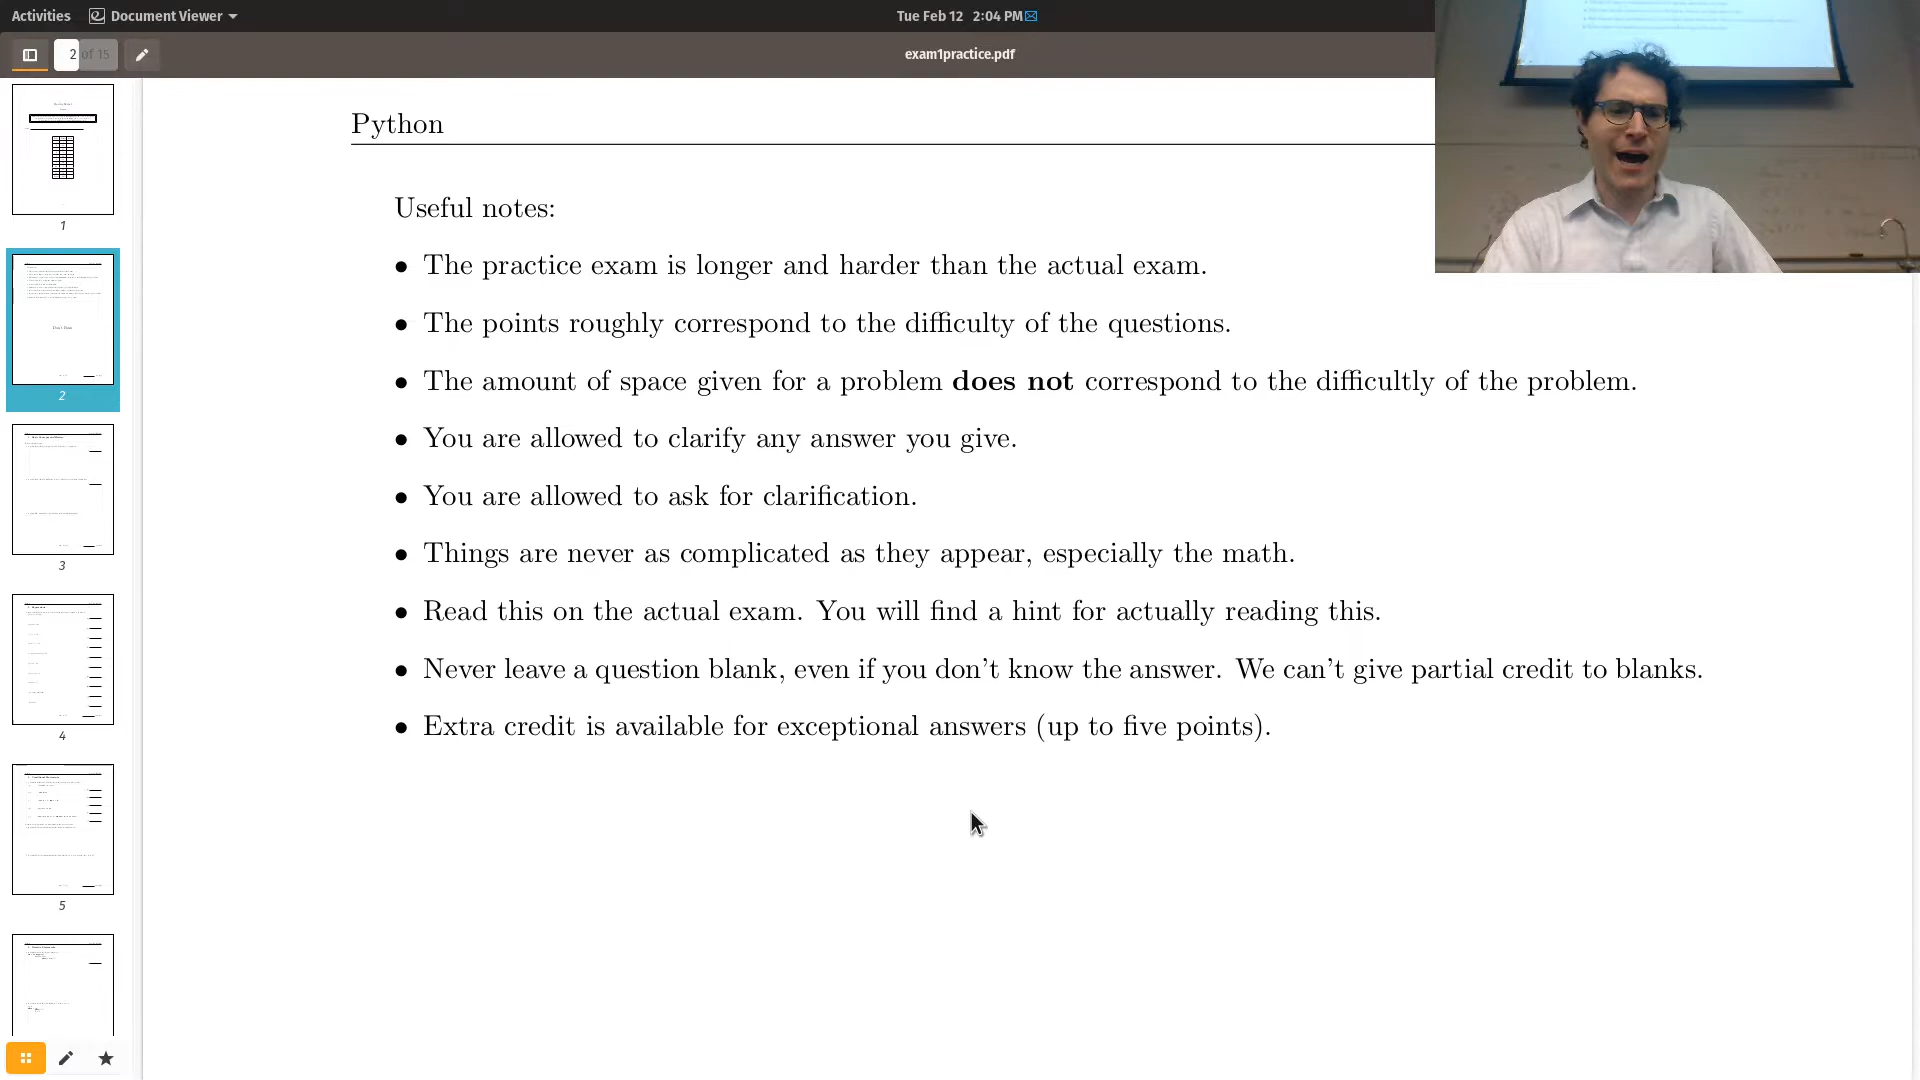 Activities Document Viewer Tue Feb 12 2:04 PM
2 of 15 exam1practice.pdf
Python
Useful notes:
• The practice exam is longer and harder than the actual exam.
• The points roughly correspond to the difficulty of the questions.
• The amount of space given for a problem does not correspond to the difficultly of the problem.
• You are allowed to clarify any answer you give.
• You are allowed to ask for clarification.
• Things are never as complicated as they appear, especially the math.
• Read this on the actual exam. You will find a hint for actually reading this.
• Never leave a question blank, even if you don't know the answer. We can't give partial credit to blanks.
• Extra credit is available for exceptional answers (up to five points).
1
2
3
4
5